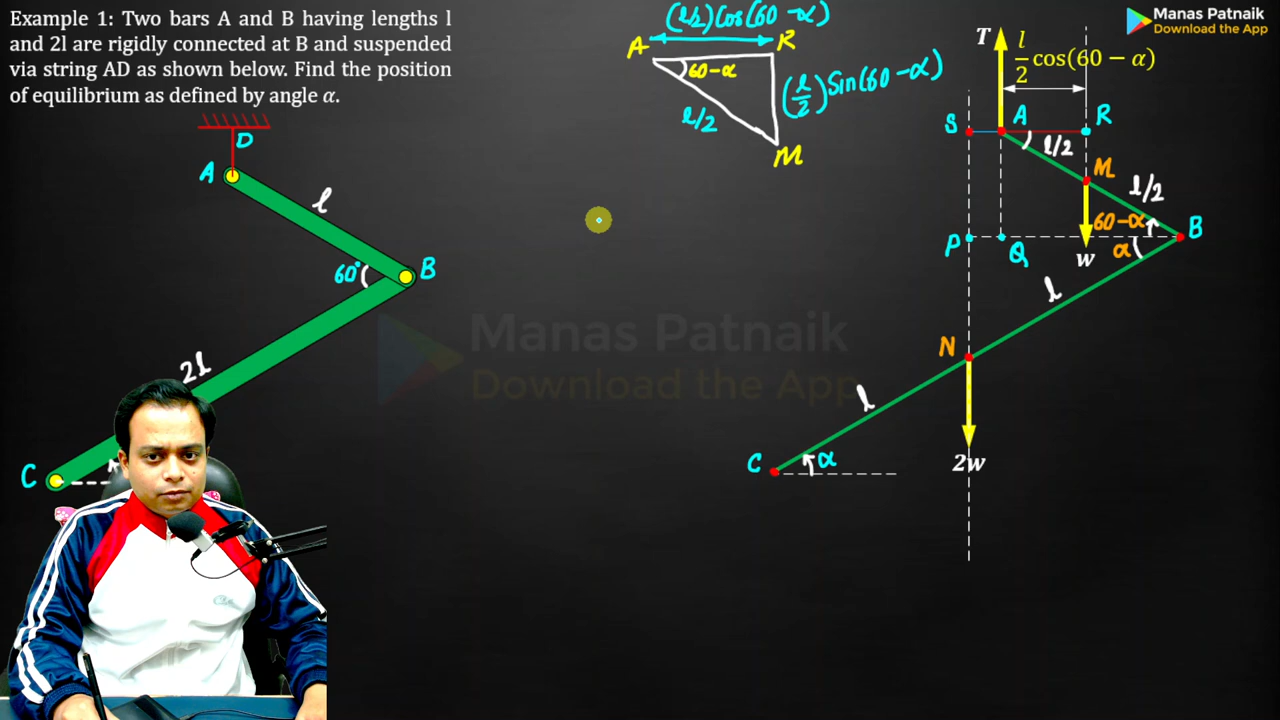 Example 1: Two bars A and B having lengths l
and 2l are rigidly connected at B and suspended
via string AD as shown below. Find the position
of equilibrium as defined by angle α.
D
A
l
60°
B
2l
C
(l/2)Cos(60-α)
A
R
60-α
(l/2)Sin(60-α)
l/2
M
Manas Patnaik
Download the App
T
l/2 cos(60 − α)
S
A
R
l/2
M
l/2
60-α
B
P
Q
w
α
l
N
l
C
α
2w
Manas Patnaik
Download the App